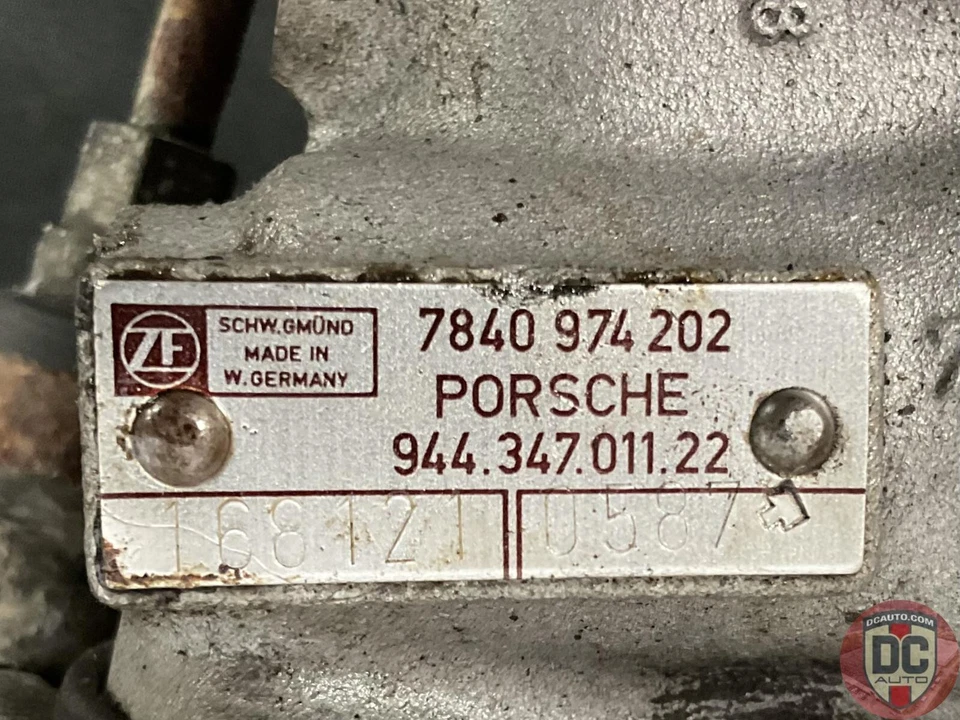 8
ZF
SCHW.GMÜND
MADE IN
W.GERMANY
7840 974 202
PORSCHE
944.347.011.22
168121
0587
DCAUTO.COM
DC
AUTO